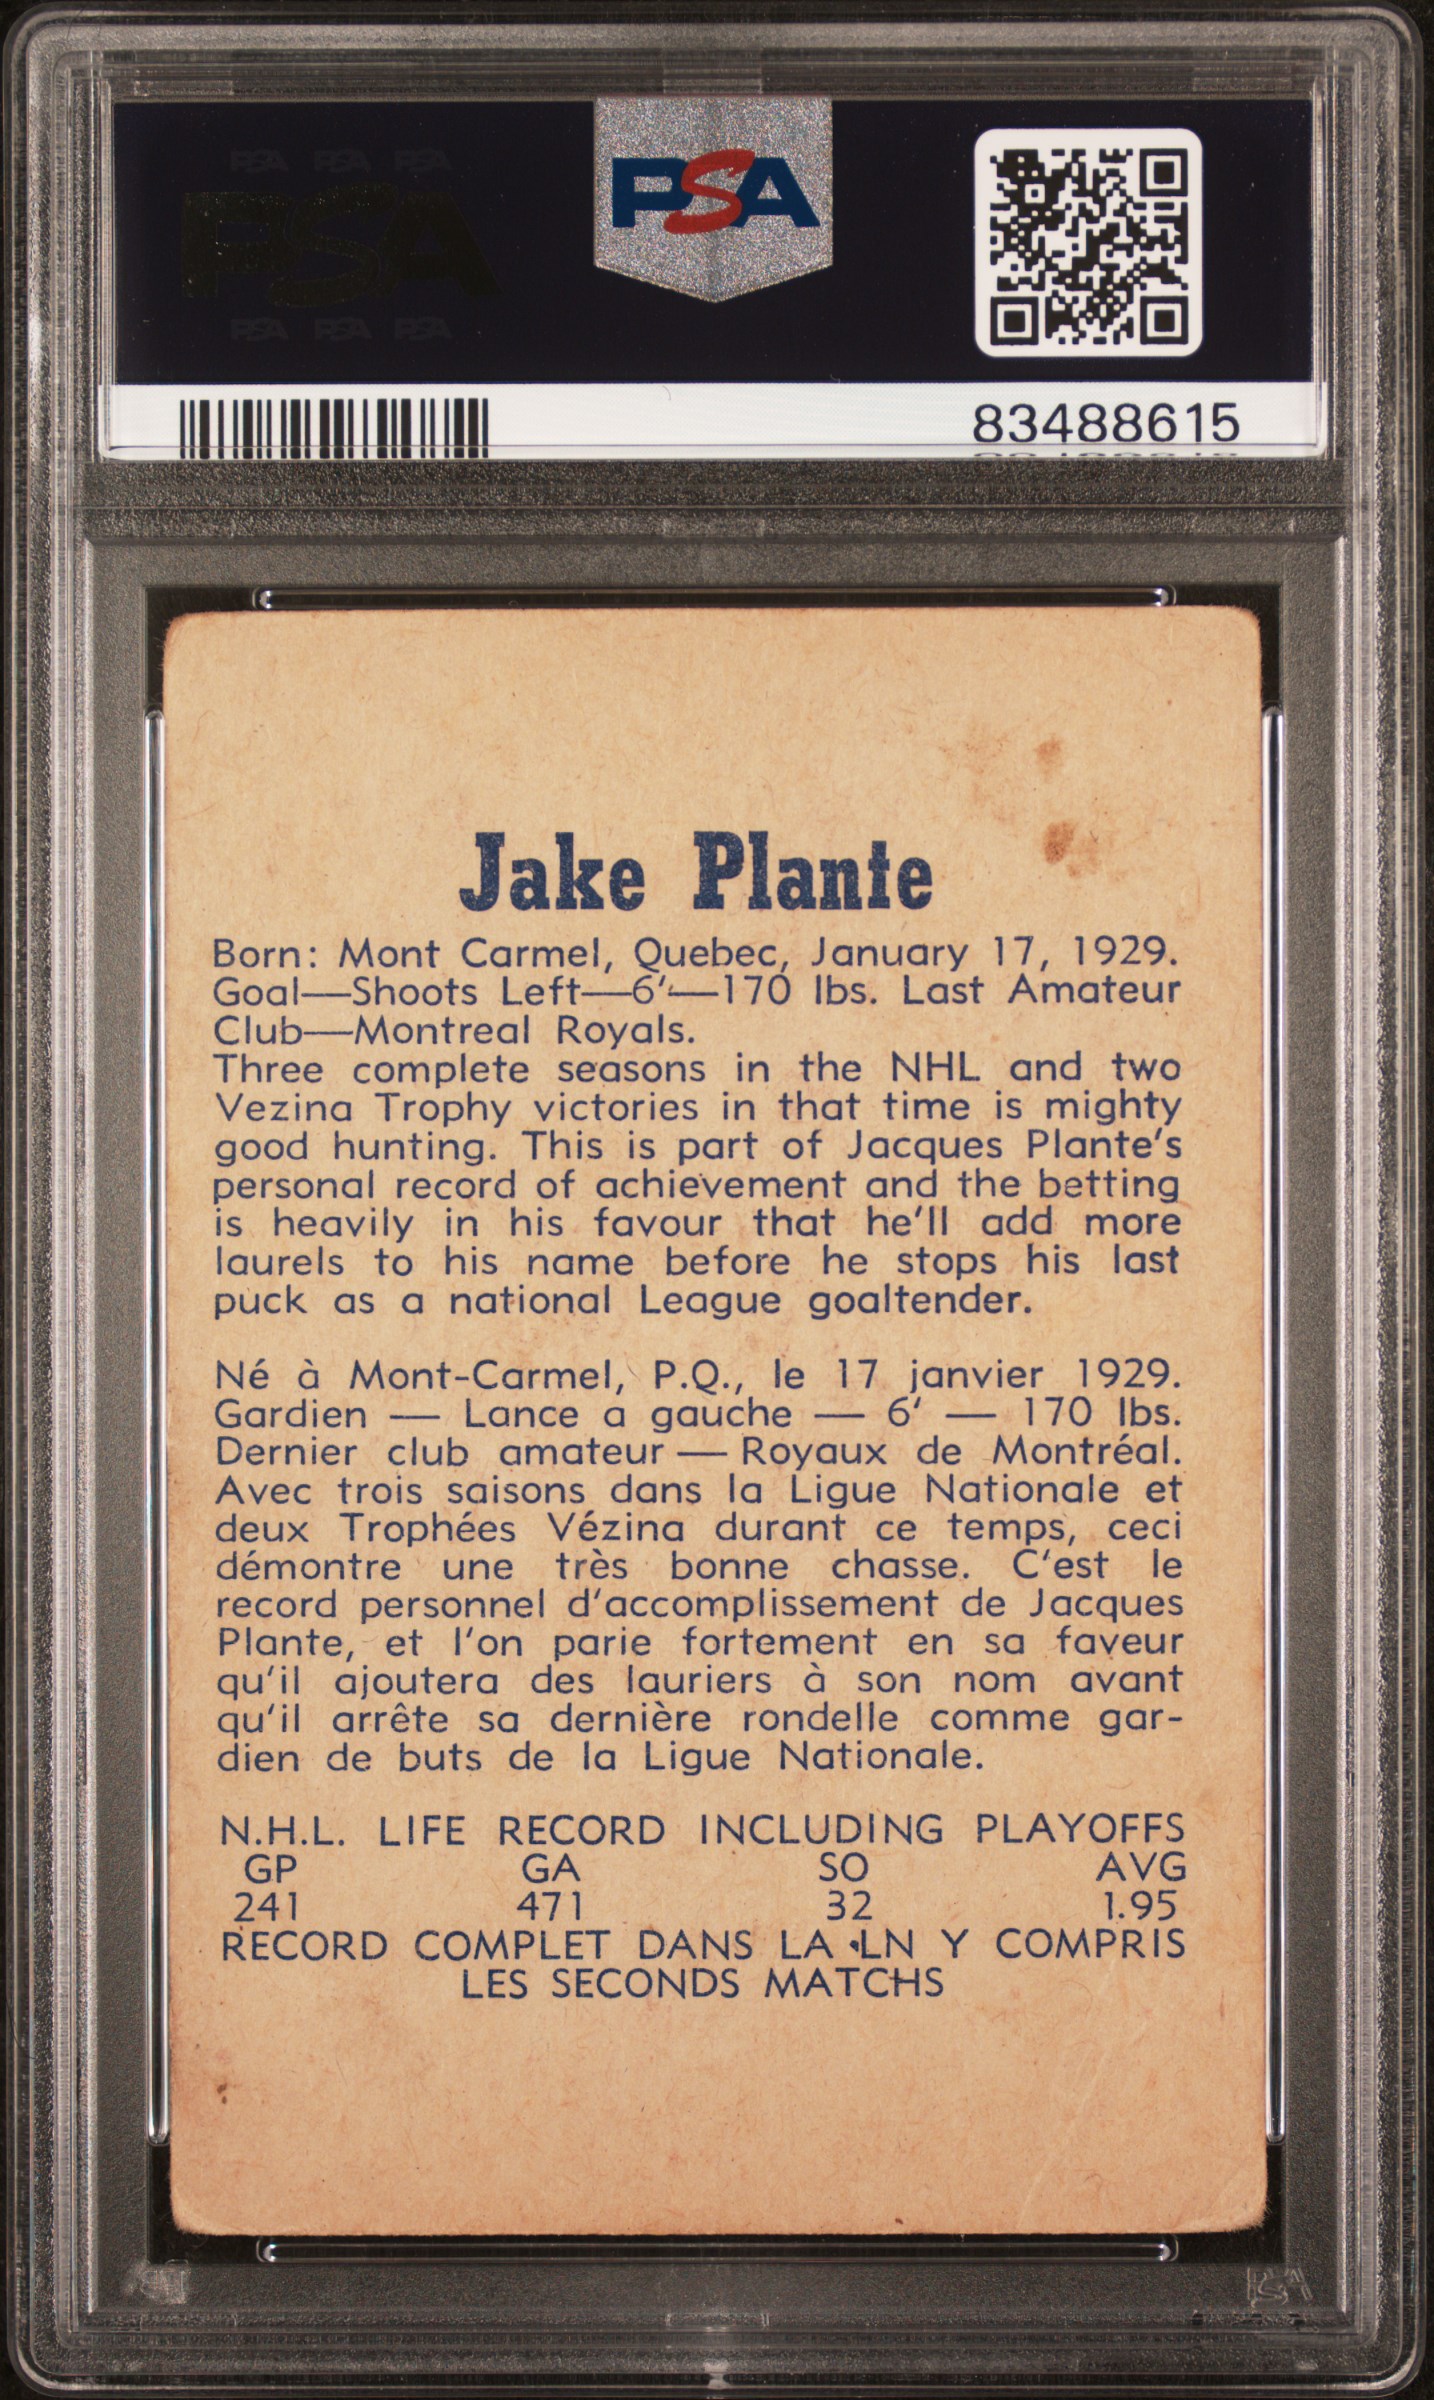 PSA PSA PSA
PSA
PSA PSA PSA
PSA
83488615
Jake Plante
Born: Mont Carmel, Quebec, January 17, 1929.
Goal—Shoots Left—6'—170 lbs. Last Amateur
Club—Montreal Royals.
Three complete seasons in the NHL and two
Vezina Trophy victories in that time is mighty
good hunting. This is part of Jacques Plante's
personal record of achievement and the betting
is heavily in his favour that he'll add more
laurels to his name before he stops his last
puck as a national League goaltender.
Né à Mont-Carmel, P.Q., le 17 janvier 1929.
Gardien — Lance a gauche — 6' — 170 lbs.
Dernier club amateur — Royaux de Montréal.
Avec trois saisons dans la Ligue Nationale et
deux Trophées Vézina durant ce temps, ceci
démontre une très bonne chasse. C'est le
record personnel d'accomplissement de Jacques
Plante, et l'on parie fortement en sa faveur
qu'il ajoutera des lauriers à son nom avant
qu'il arrête sa dernière rondelle comme gar-
dien de buts de la Ligue Nationale.
N.H.L. LIFE RECORD INCLUDING PLAYOFFS
GP GA SO AVG
241 471 32 1.95
RECORD COMPLET DANS LA LN Y COMPRIS
LES SECONDS MATCHS
PSA